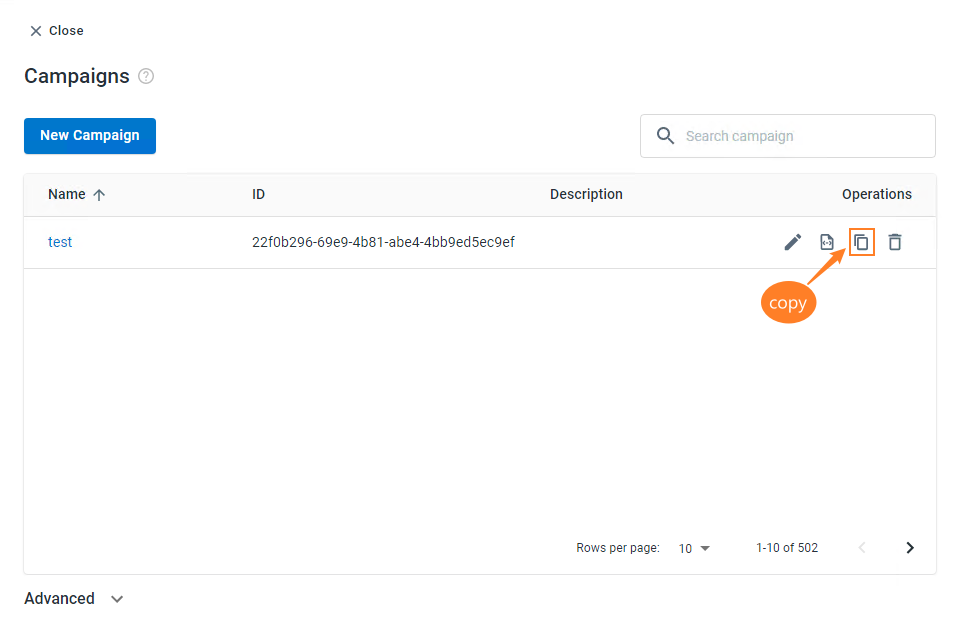 Close
Campaigns
New Campaign
Search campaign
Name ID Description Operations
test 22f0b296-69e9-4b81-abe4-4bb9ed5ec9ef
copy
Rows per page: 10 1-10 of 502
Advanced